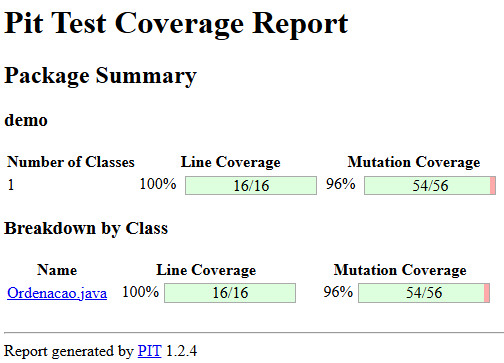 Pit Test Coverage Report
Package Summary
demo
Number of Classes Line Coverage Mutation Coverage
1 100% 16/16 96% 54/56
Breakdown by Class
Name Line Coverage Mutation Coverage
Ordenacao.java 100% 16/16 96% 54/56
Report generated by PIT 1.2.4